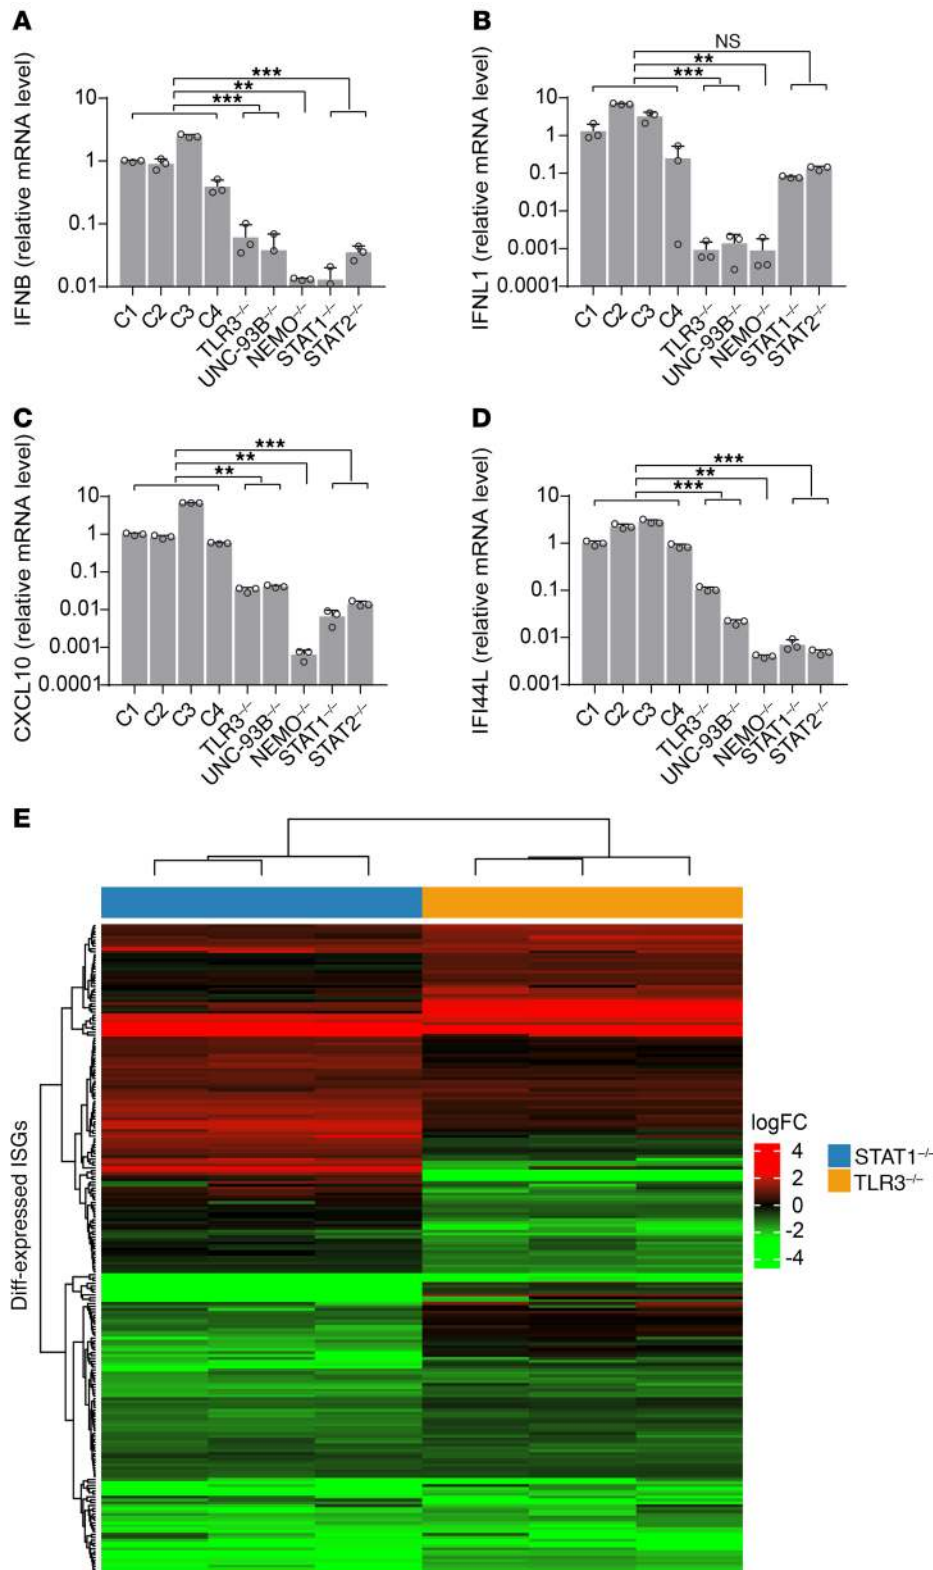 A
IFNB (relative mRNA level)
***
**
***
10
1
0.1
0.01
C1
C2
C3
C4
TLR3–/–
UNC-93B–/–
NEMO–/–
STAT1–/–
STAT2–/–
B
IFNL1 (relative mRNA level)
NS
**
***
10
1
0.1
0.01
0.001
0.0001
C1
C2
C3
C4
TLR3–/–
UNC-93B–/–
NEMO–/–
STAT1–/–
STAT2–/–
C
CXCL10 (relative mRNA level)
***
**
**
10
1
0.1
0.01
0.001
0.0001
C1
C2
C3
C4
TLR3–/–
UNC-93B–/–
NEMO–/–
STAT1–/–
STAT2–/–
D
IFI44L (relative mRNA level)
***
**
***
10
1
0.1
0.01
0.001
C1
C2
C3
C4
TLR3–/–
UNC-93B–/–
NEMO–/–
STAT1–/–
STAT2–/–
E
Diff-expressed ISGs
logFC
4
2
0
-2
-4
STAT1–/–
TLR3–/–